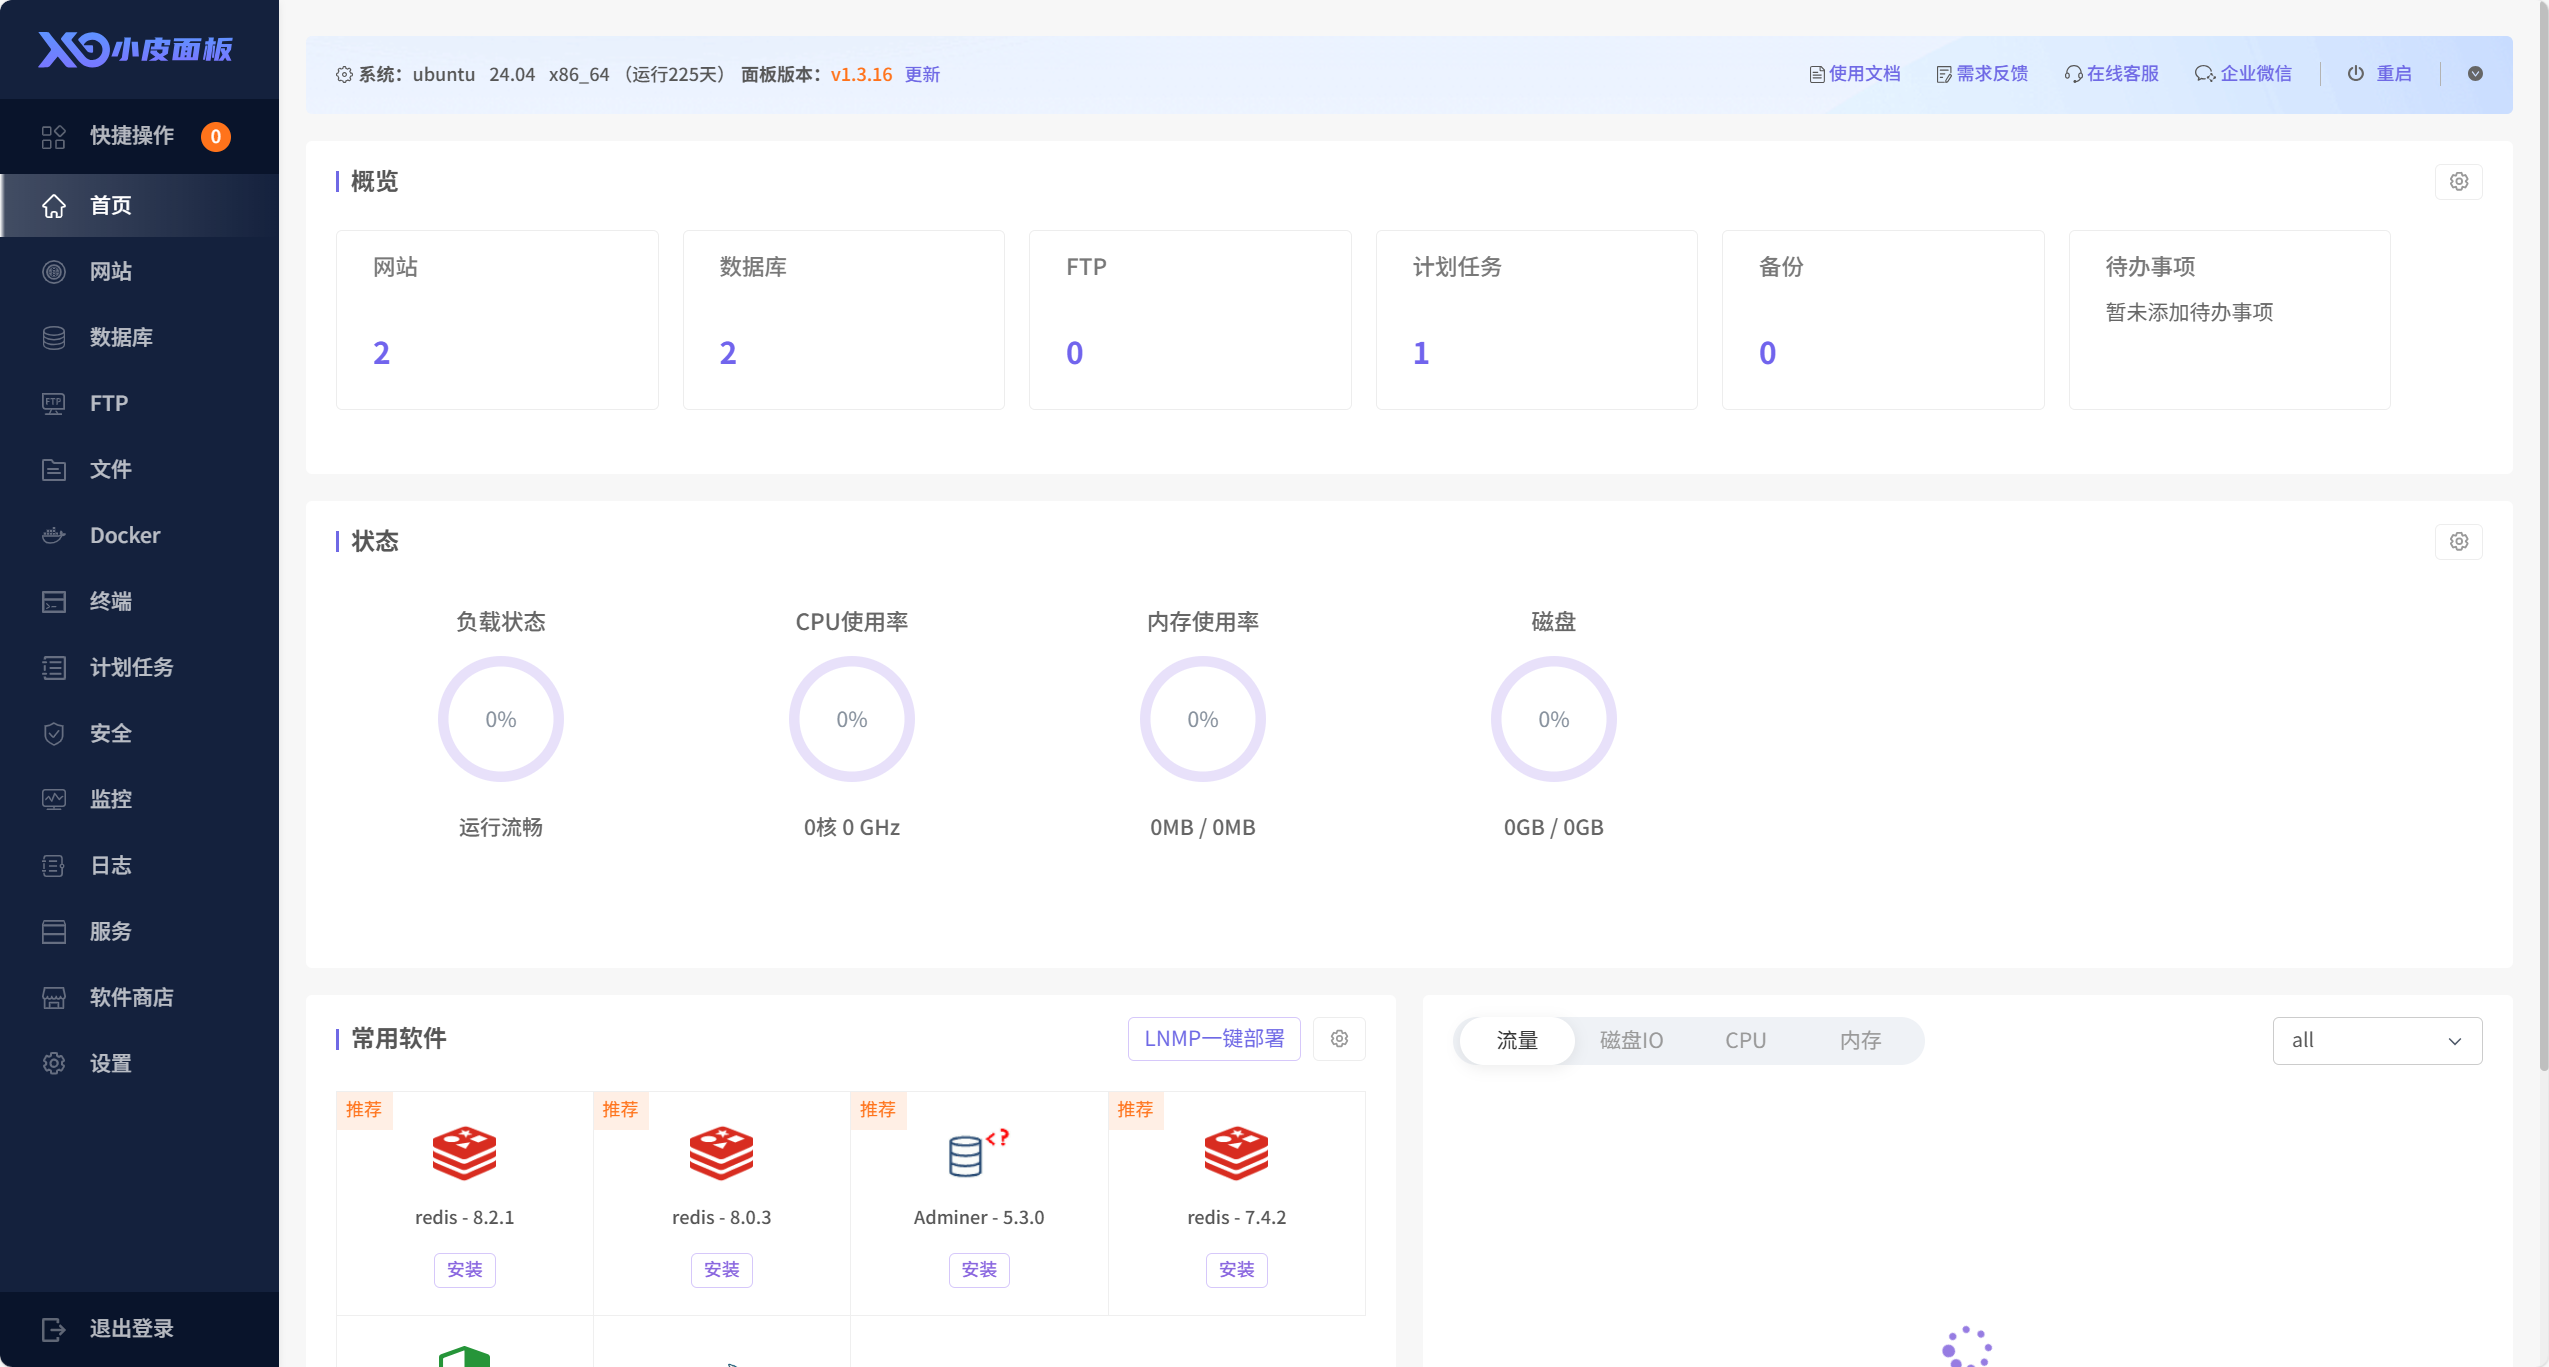 小皮面板
快捷操作 0
首页
网站
数据库
FTP
文件
Docker
终端
计划任务
安全
监控
日志
服务
软件商店
设置
退出登录
系统：ubuntu 24.04 x86_64 （运行225天） 面板版本：v1.3.16 更新
使用文档 需求反馈 在线客服 企业微信 重启
概览
网站
2
数据库
2
FTP
0
计划任务
1
备份
0
待办事项
暂未添加待办事项
状态
负载状态
0%
运行流畅
CPU使用率
0%
0核 0 GHz
内存使用率
0%
0MB / 0MB
磁盘
0%
0GB / 0GB
常用软件
LNMP一键部署
推荐
redis - 8.2.1
安装
推荐
redis - 8.0.3
安装
推荐
Adminer - 5.3.0
安装
推荐
redis - 7.4.2
安装
流量 磁盘IO CPU 内存
all